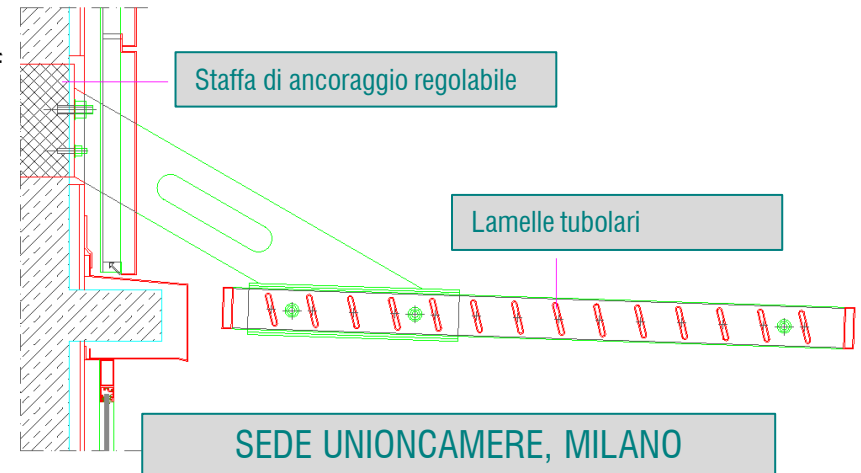 Staffa di ancoraggio regolabile
Lamelle tubolari
SEDE UNIONCAMERE, MILANO